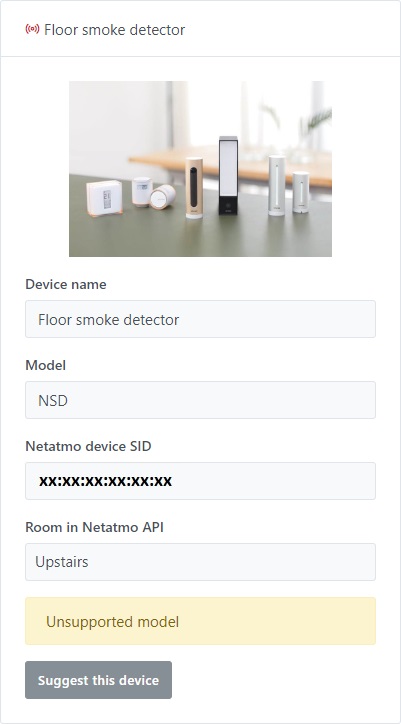 Floor smoke detector
Device name
Floor smoke detector
Model
NSD
Netatmo device SID
xx:xx:xx:xx:xx:xx
Room in Netatmo API
Upstairs
Unsupported model
Suggest this device